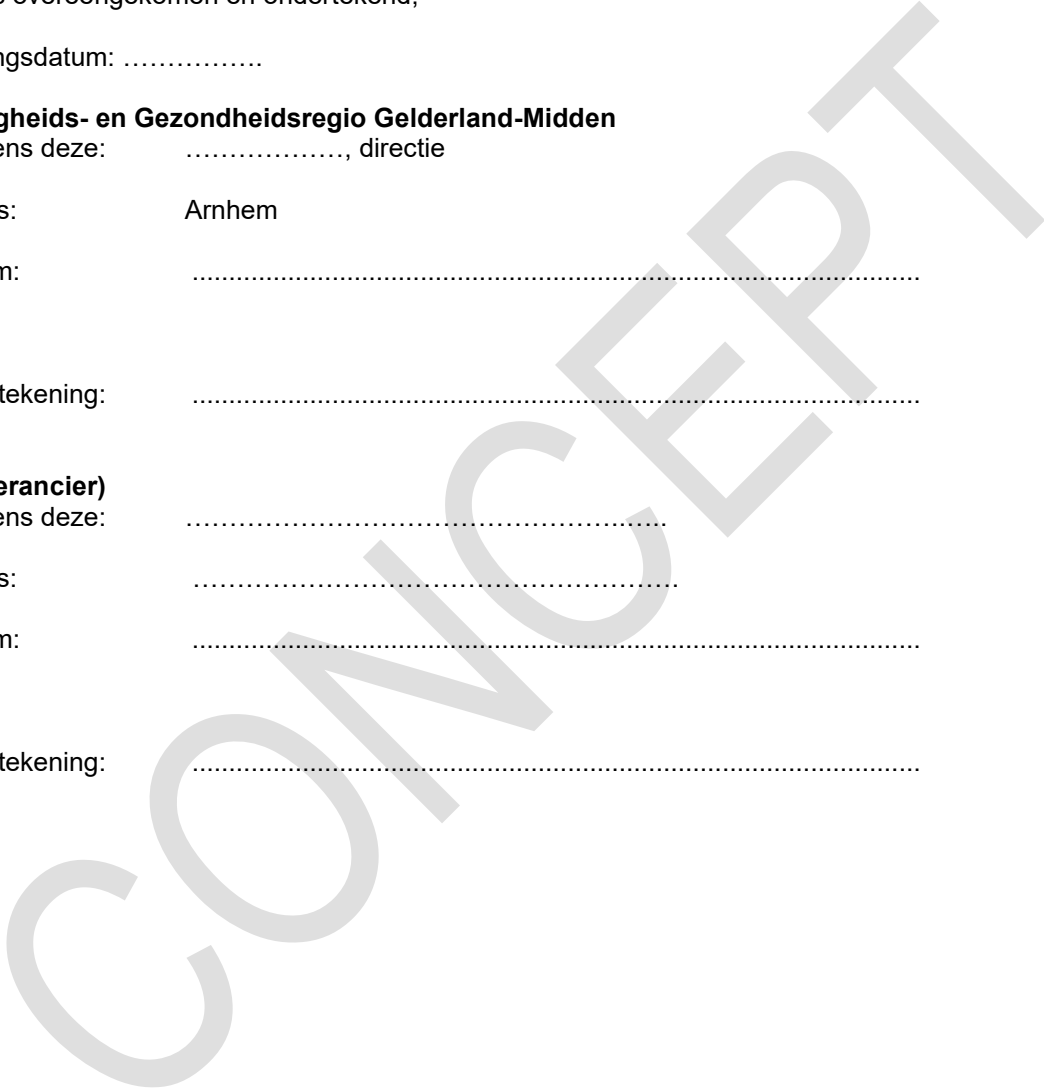 s overeengekomen en ondertekend,
ngsdatum: …………….
gheids- en Gezondheidsregio Gelderland-Midden
ens deze: ………………, directie
s: Arnhem
m: ....................................................................................................
tekening: ....................................................................................................
erancier)
ens deze: ……………………………………………….
s: ……………………………………………….
m: ....................................................................................................
tekening: ....................................................................................................
CONCEPT